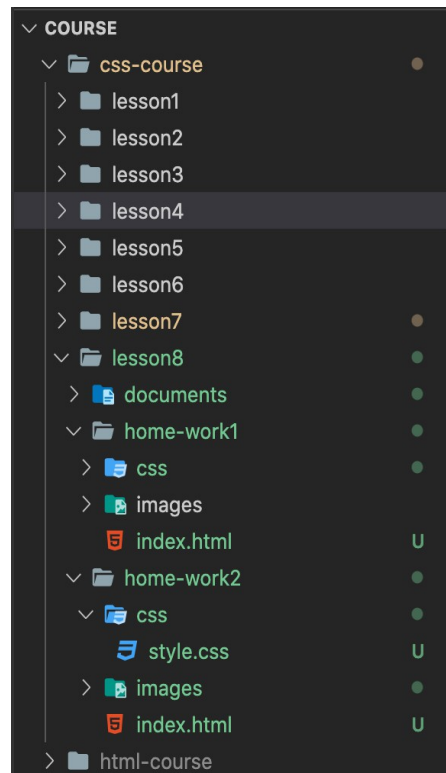 COURSE
css-course
lesson1
lesson2
lesson3
lesson4
lesson5
lesson6
lesson7
lesson8
documents
home-work1
css
images
index.html U
home-work2
css
style.css U
images
index.html U
html-course